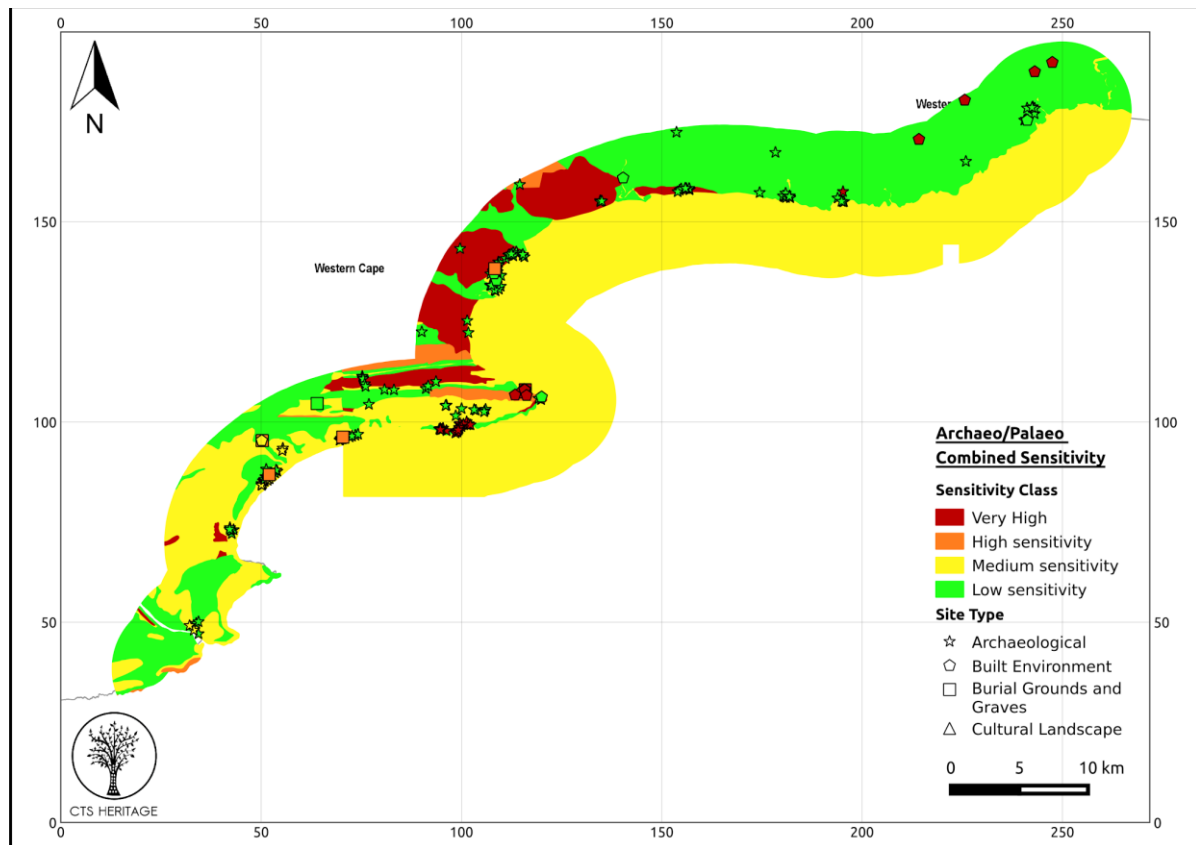 0 50 100 150 200 250
N
Wester
150 150
Western Cape
100
Archaeo/Palaeo
Combined Sensitivity
Sensitivity Class
Very High
High sensitivity
Medium sensitivity
Low sensitivity
50 50
Site Type
Archaeological
Built Environment
Burial Grounds and
Graves
Cultural Landscape
0 5 10 km
CTS HERITAGE
0 0
0 50 100 150 200 250